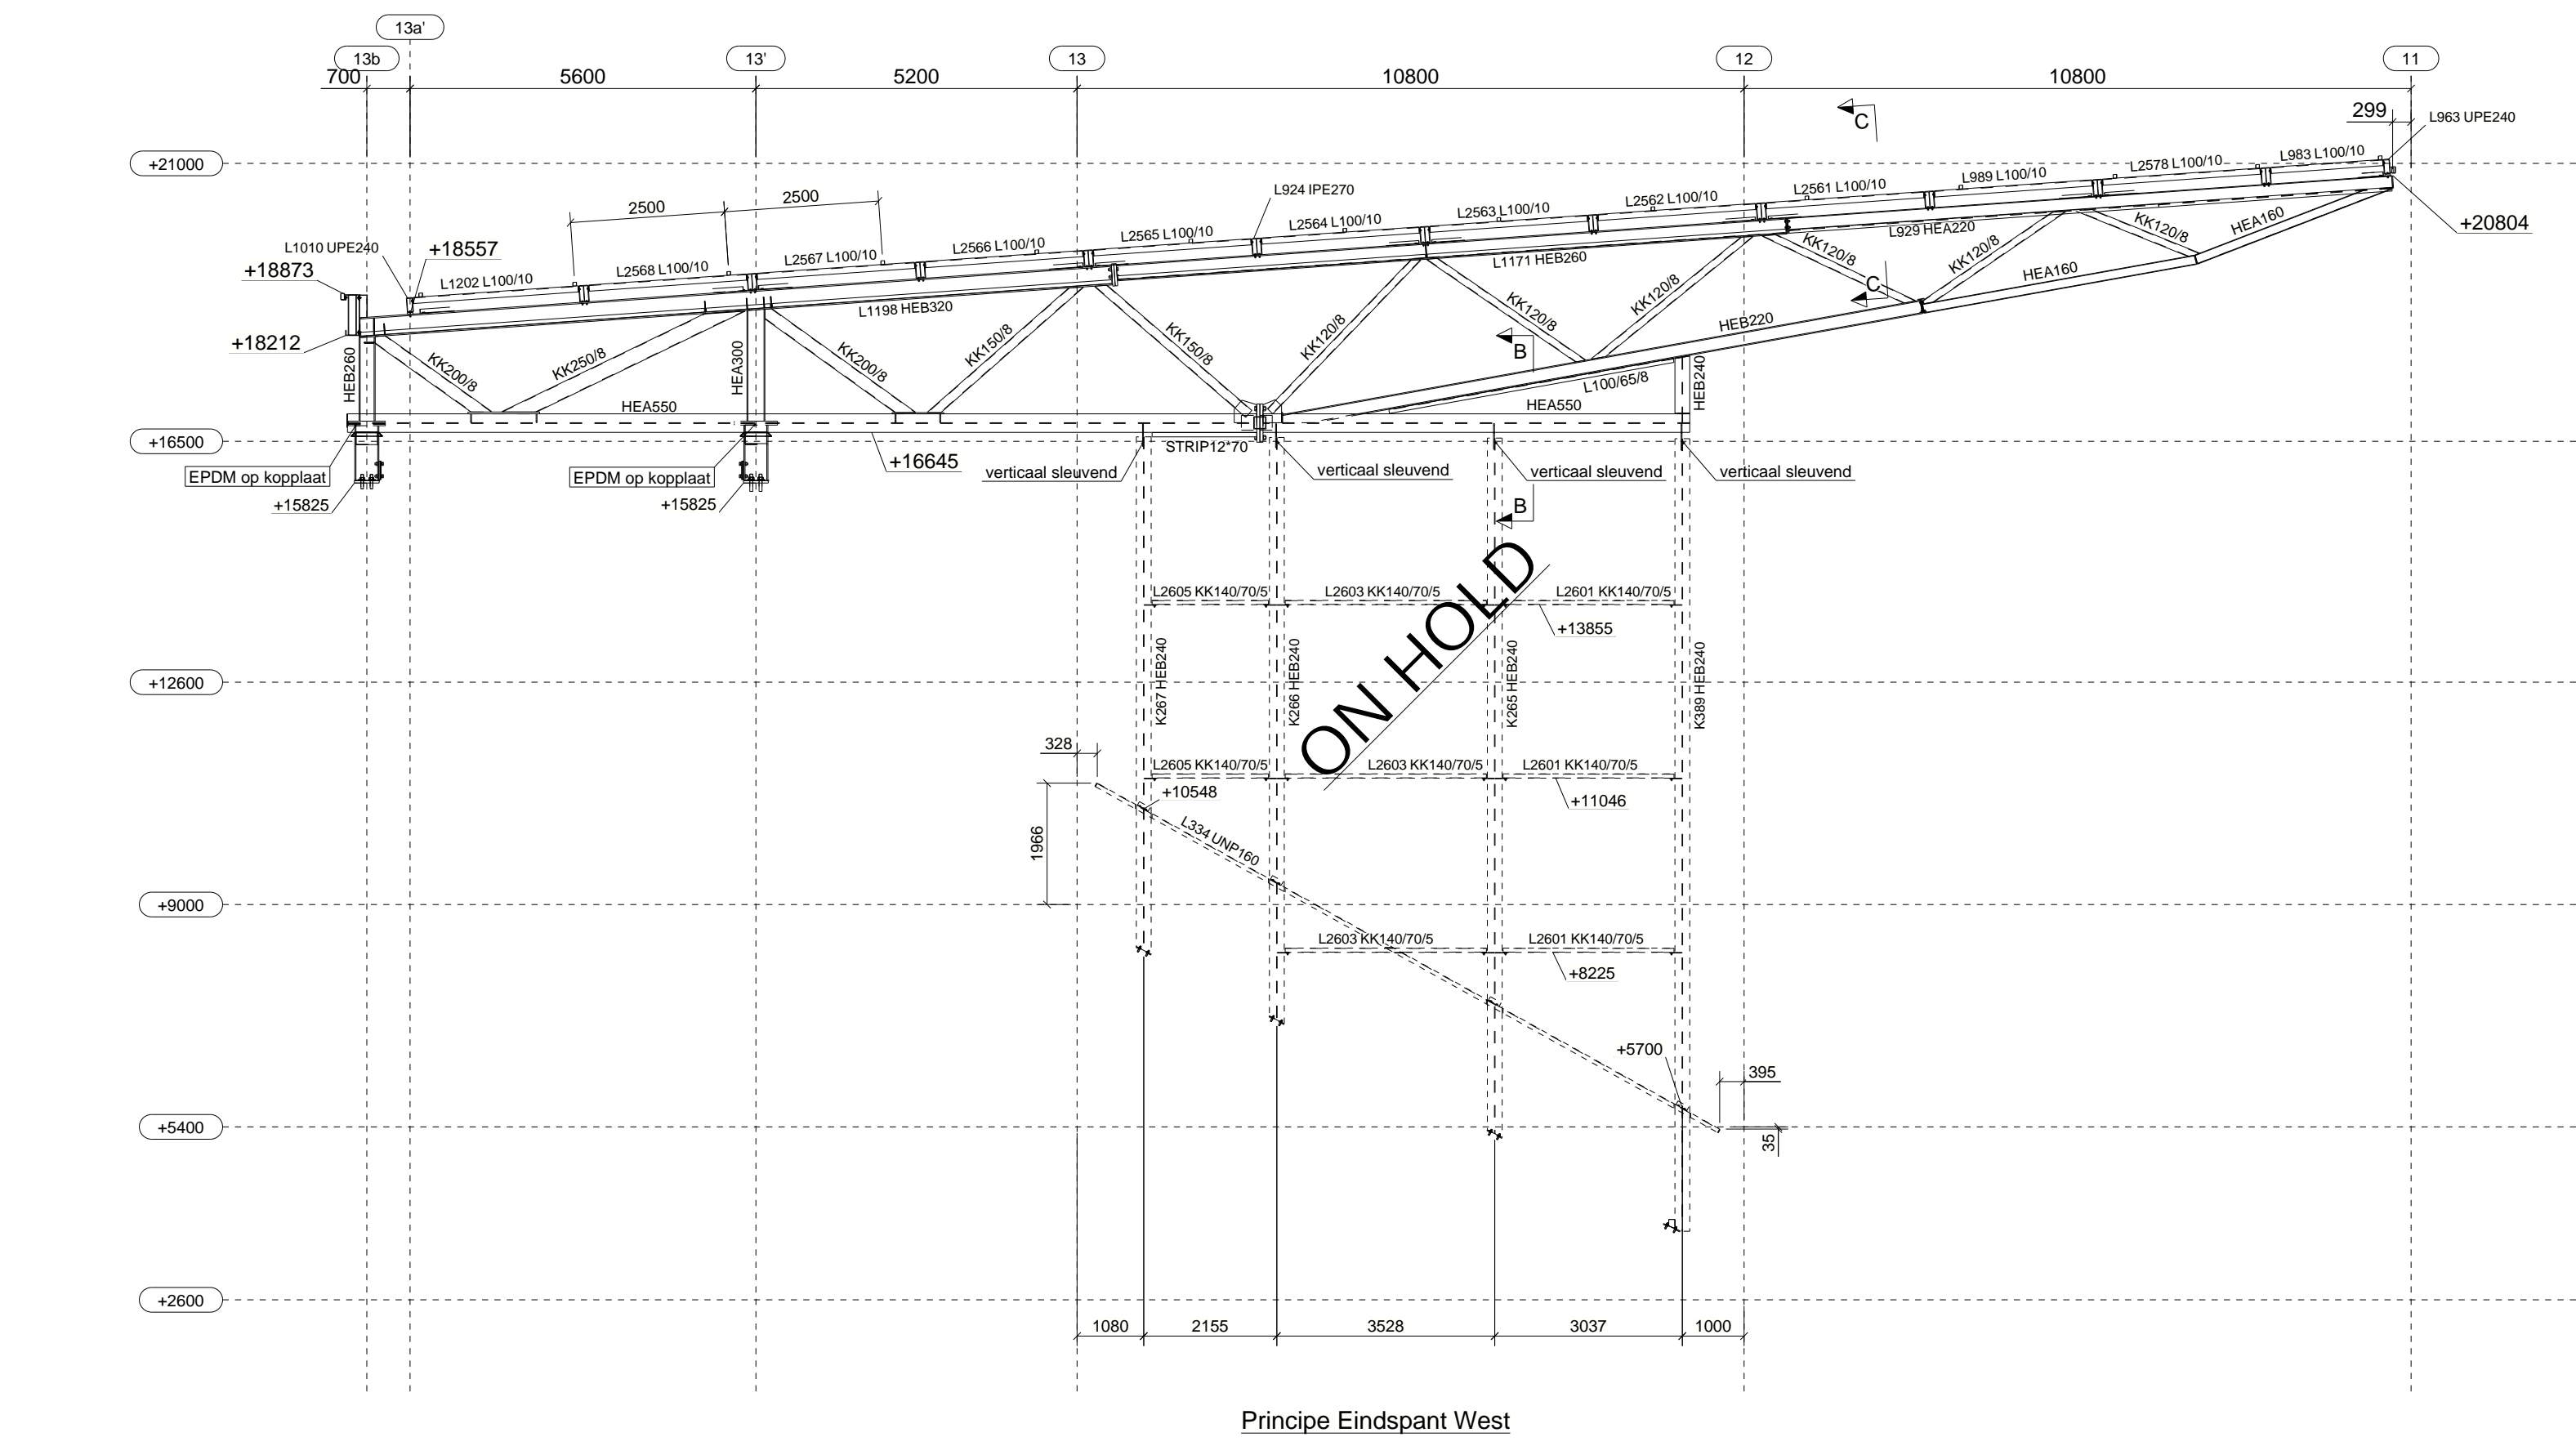 13a'
13b
13'
13
12
11
700
5600
5200
10800
10800
299
C
L963 UPE240
+21000
L983 L100/10
L2578 L100/10
L989 L100/10
L2561 L100/10
L2562 L100/10
L2563 L100/10
L2564 L100/10
L2565 L100/10
L2566 L100/10
L2567 L100/10
L2568 L100/10
L1202 L100/10
L924 IPE270
2500
2500
L1010 UPE240
+18557
+18873
+18212
+20804
L1198 HEB320
L1171 HEB260
L929 HEA220
KK120/8
HEA160
KK120/8
KK120/8
HEA160
C
HEB220
KK120/8
KK120/8
KK120/8
KK150/8
KK150/8
KK200/8
KK250/8
KK200/8
HEB260
HEA300
HEB240
B
L100/65/8
HEA550
HEA550
+16500
STRIP12*70
+16645
EPDM op kopplaat
EPDM op kopplaat
verticaal sleuvend
verticaal sleuvend
verticaal sleuvend
verticaal sleuvend
+15825
+15825
B
ON HOLD
L2605 KK140/70/5
L2603 KK140/70/5
L2601 KK140/70/5
+13855
+12600
K267 HEB240
K266 HEB240
K265 HEB240
K389 HEB240
328
L2605 KK140/70/5
L2603 KK140/70/5
L2601 KK140/70/5
+10548
+11046
1966
L334 UNP160
+9000
L2603 KK140/70/5
L2601 KK140/70/5
+8225
+5700
395
+5400
35
+2600
1080
2155
3528
3037
1000
Principe Eindspant West